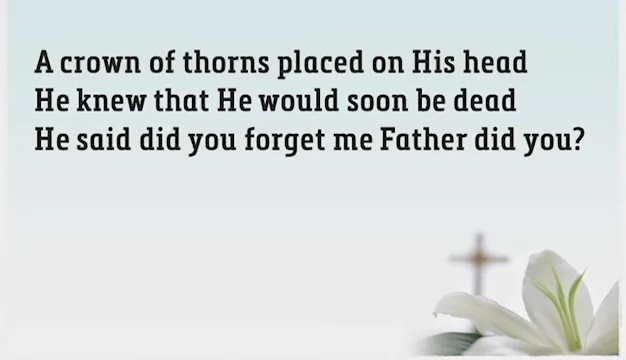 A crown of thorns placed on His head
He knew that He would soon be dead
He said did you forget me Father did you?